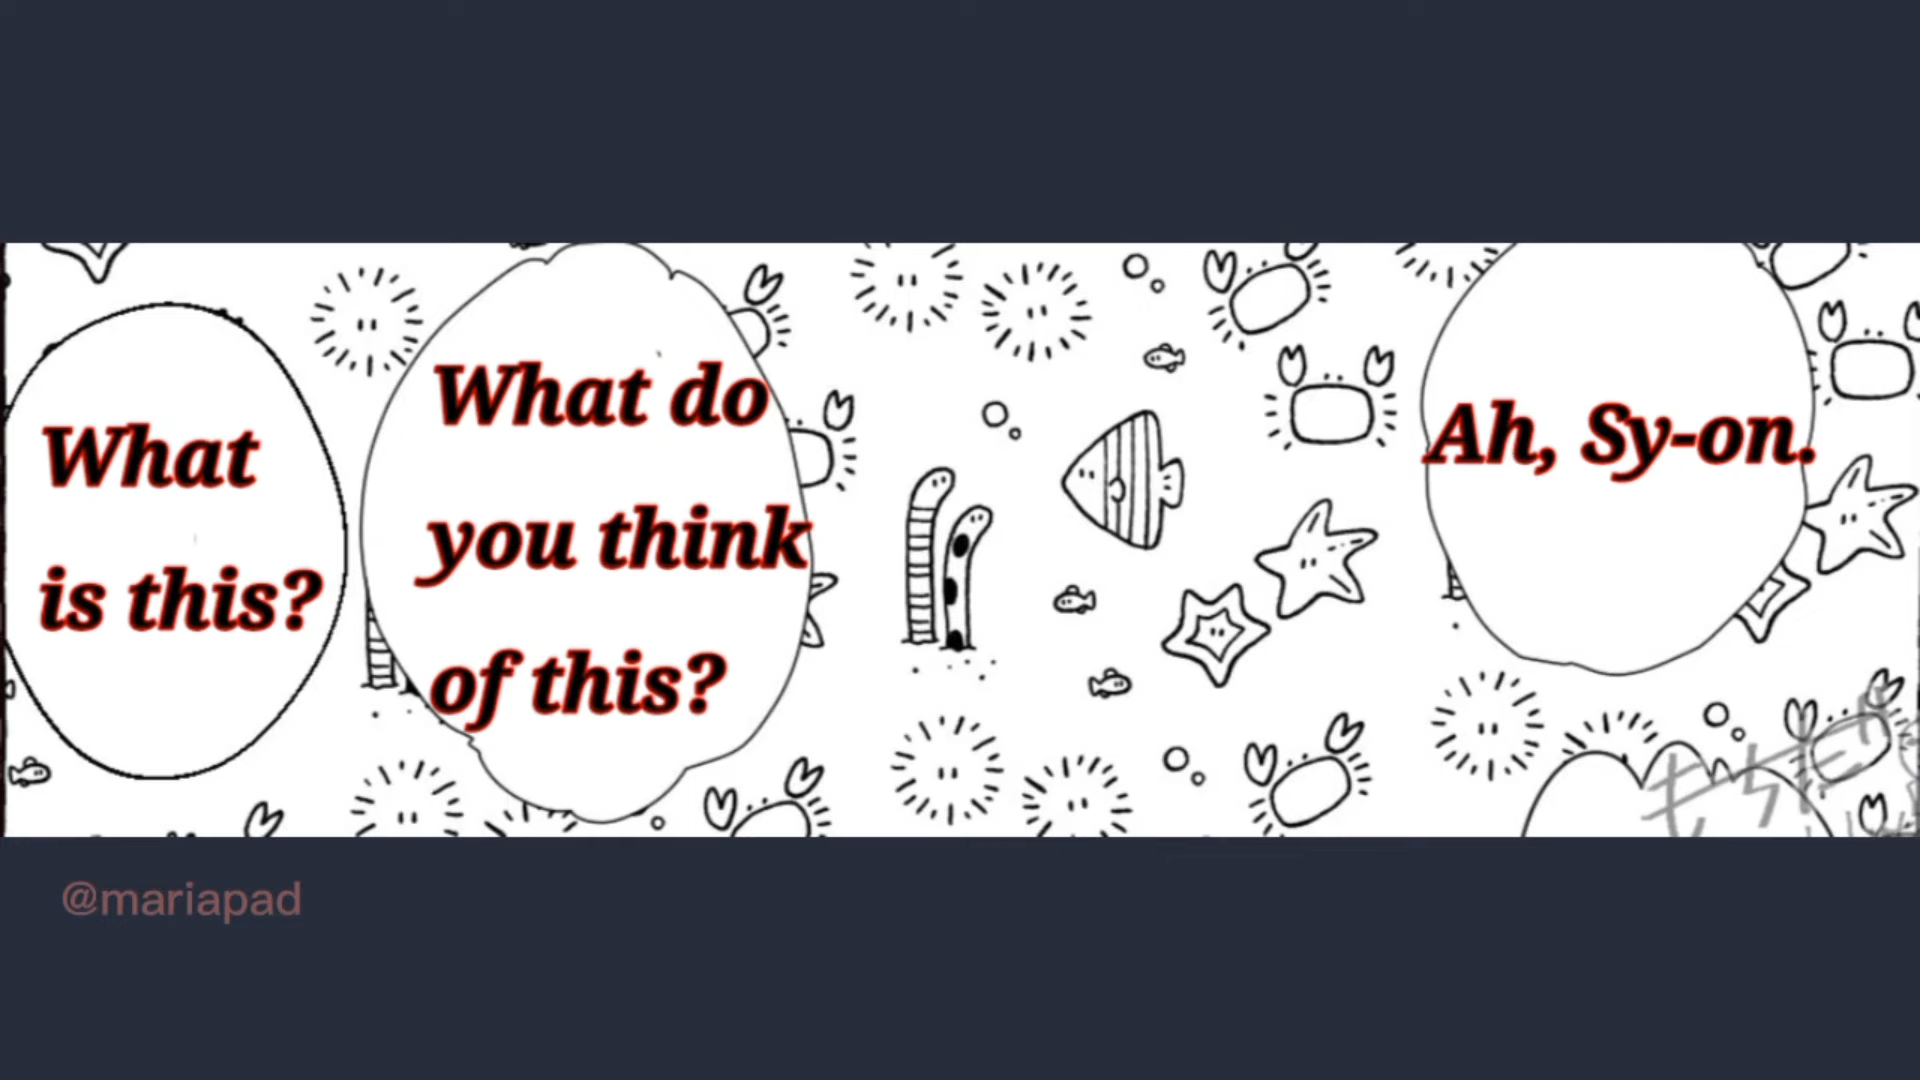 What
is this?
What do
you think
of this?
Ah, Sy-on.
@mariapad